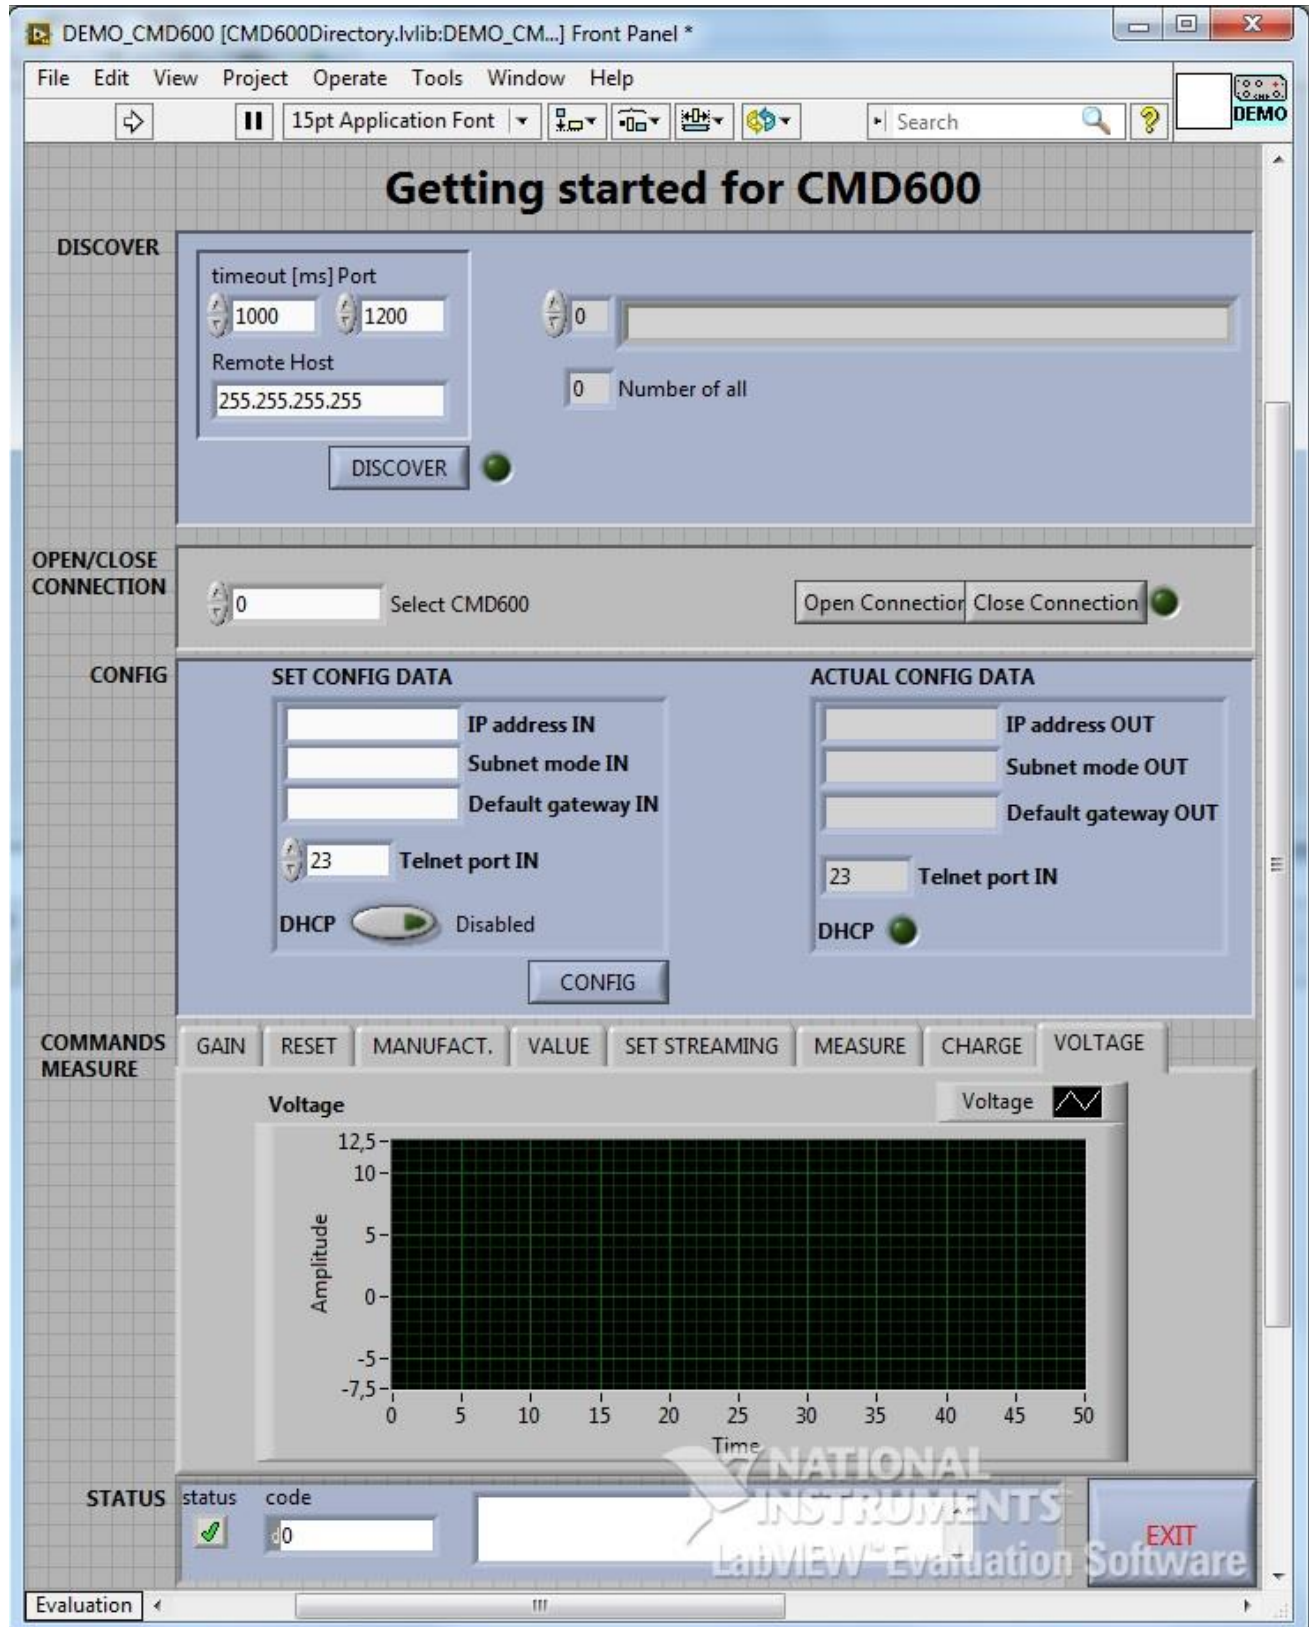 DEMO_CMD600 [CMD600Directory.lvlib:DEMO_CM...] Front Panel *
File Edit View Project Operate Tools Window Help
15pt Application Font
Search
DEMO
Getting started for CMD600
DISCOVER
timeout [ms] Port
1000 1200
0
Remote Host
255.255.255.255
0 Number of all
DISCOVER
OPEN/CLOSE
CONNECTION
0 Select CMD600
Open Connection Close Connection
CONFIG
SET CONFIG DATA
IP address IN
Subnet mode IN
Default gateway IN
23 Telnet port IN
DHCP Disabled
CONFIG
ACTUAL CONFIG DATA
IP address OUT
Subnet mode OUT
Default gateway OUT
23 Telnet port IN
DHCP
COMMANDS
MEASURE
GAIN RESET MANUFACT. VALUE SET STREAMING MEASURE CHARGE VOLTAGE
Voltage
Voltage
12,5
10
5
0
-5
-7,5
Amplitude
0 5 10 15 20 25 30 35 40 45 50
Time
STATUS
status code
d0
NATIONAL
INSTRUMENTS
LabVIEW™ Evaluation Software
EXIT
Evaluation